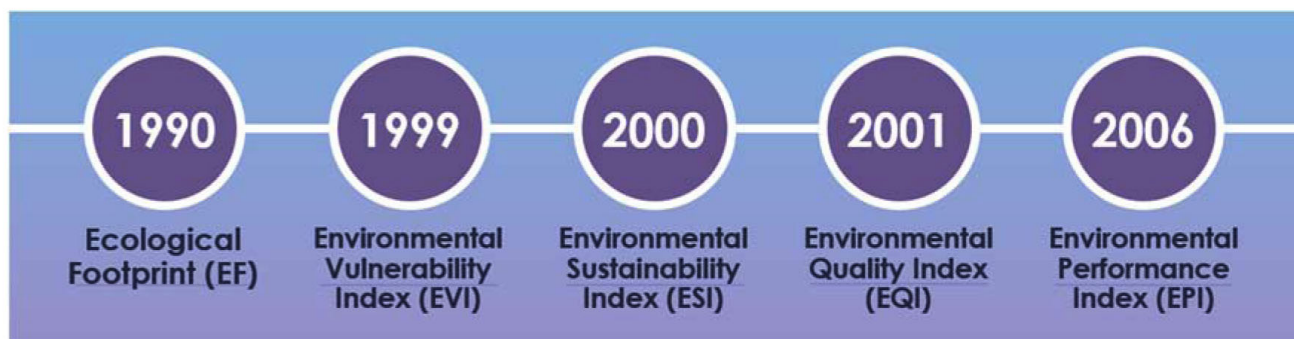 1990
1999
2000
2001
2006
Ecological
Footprint (EF)
Environmental
Vulnerability
Index (EVI)
Environmental
Sustainability
Index (ESI)
Environmental
Quality Index
(EQI)
Environmental
Performance
Index (EPI)